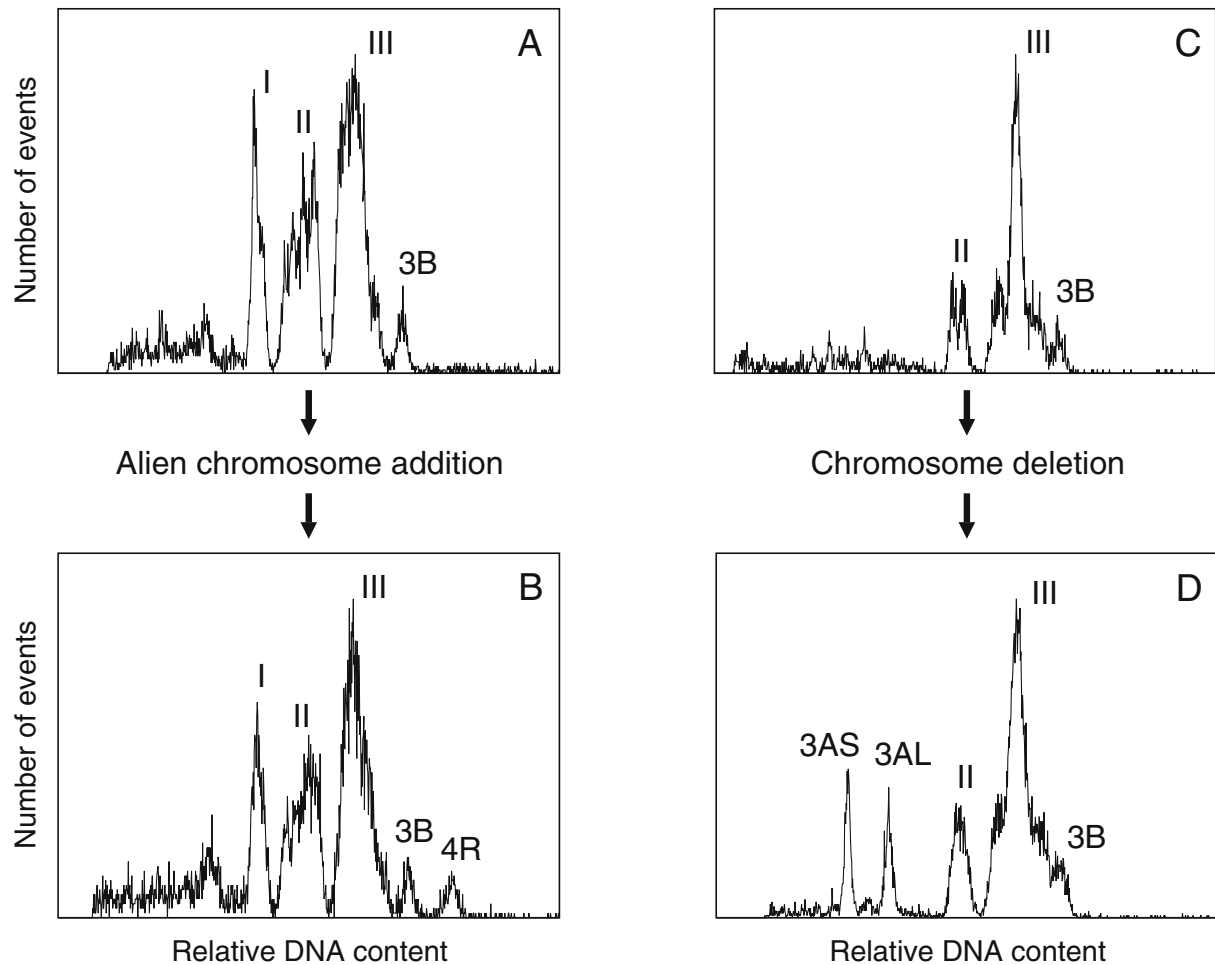 A
I
II
III
3B
Number of events
Alien chromosome addition
B
I
II
III
3B
4R
Number of events
Relative DNA content
C
II
III
3B
Chromosome deletion
D
3AS
3AL
II
III
3B
Relative DNA content